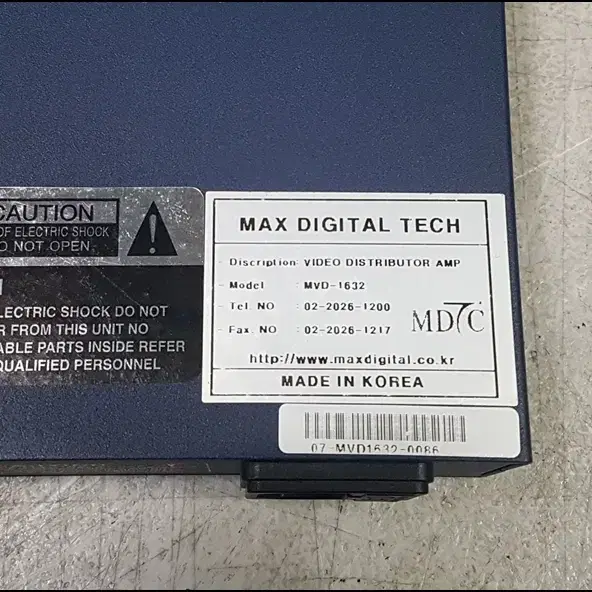 CAUTION
OF ELECTRIC SHOCK
DO NOT OPEN
ELECTRIC SHOCK DO NOT
FROM THIS UNIT NO
PARTS INSIDE REFER
QUALIFIED PERSONNEL
MAX DIGITAL TECH
Discription: VIDEO DISTRIBUTOR AMP
Model : MVD-1632
Tel. NO : 02-2026-1200
Fax. NO : 02-2026-1217
MDTC
http://www.maxdigital.co.kr
MADE IN KOREA
07-MVD1632-0086